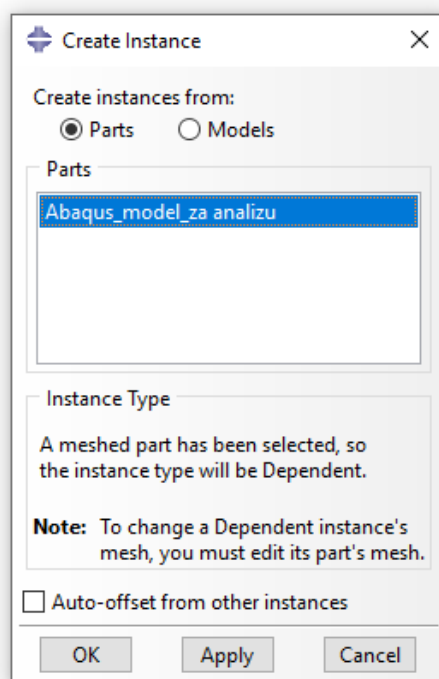 Create Instance
Create instances from:
Parts Models
Parts
Abaqus_model_za analizu
Instance Type
A meshed part has been selected, so
the instance type will be Dependent.
Note: To change a Dependent instance's
mesh, you must edit its part's mesh.
Auto-offset from other instances
OK Apply Cancel